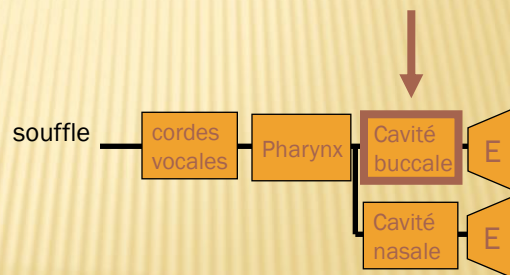 souffle
cordes
vocales
Pharynx
Cavité
buccale
E
Cavité
nasale
E